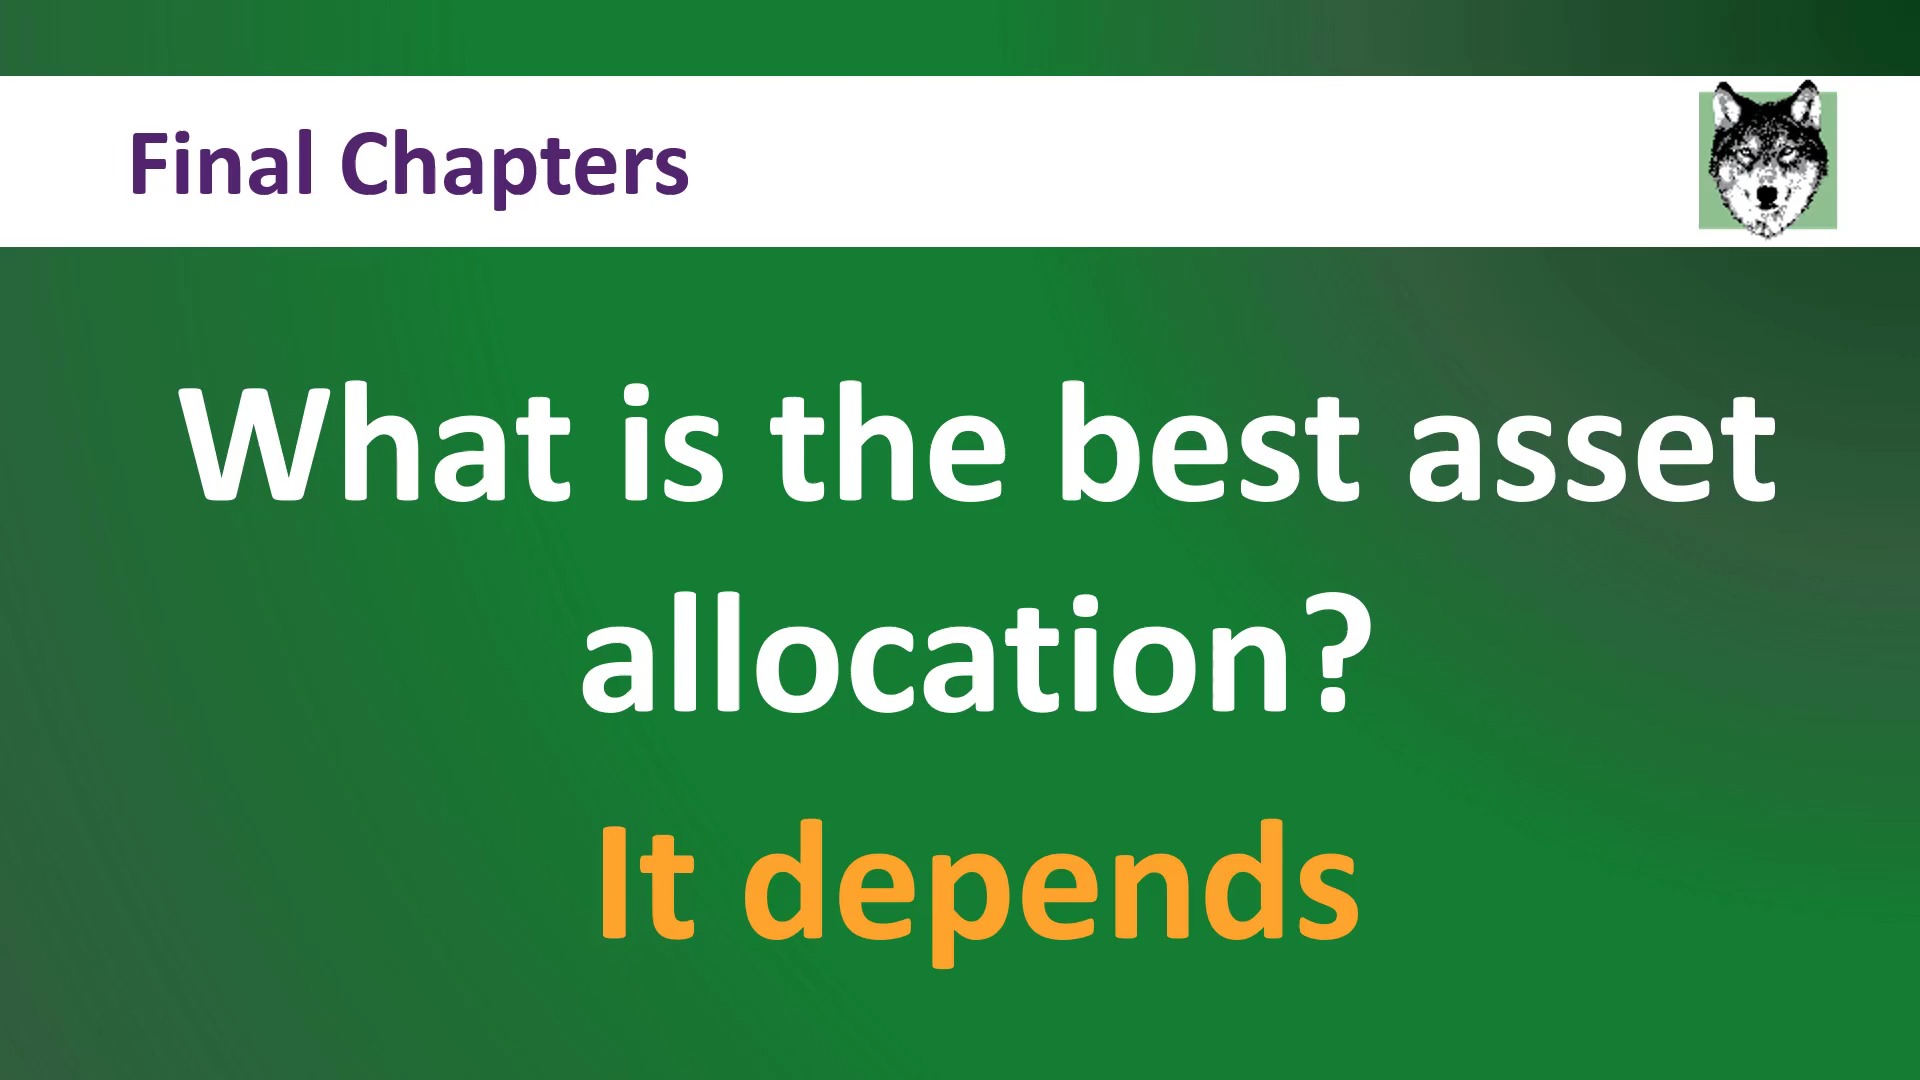 Final Chapters
What is the best asset
allocation?
It depends